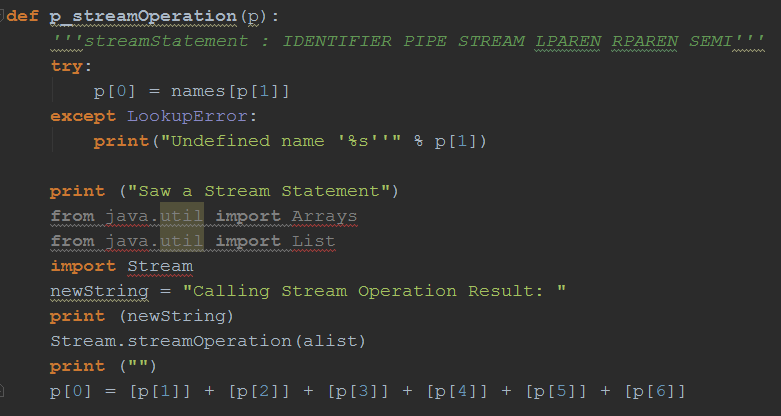 def p_streamOperation(p):
    '''streamStatement : IDENTIFIER PIPE STREAM LPAREN RPAREN SEMI'''
    try:
        p[0] = names[p[1]]
    except LookupError:
        print("Undefined name '%s''" % p[1])

    print ("Saw a Stream Statement")
    from java.util import Arrays
    from java.util import List
    import Stream
    newString = "Calling Stream Operation Result: "
    print (newString)
    Stream.streamOperation(alist)
    print ("")
    p[0] = [p[1]] + [p[2]] + [p[3]] + [p[4]] + [p[5]] + [p[6]]